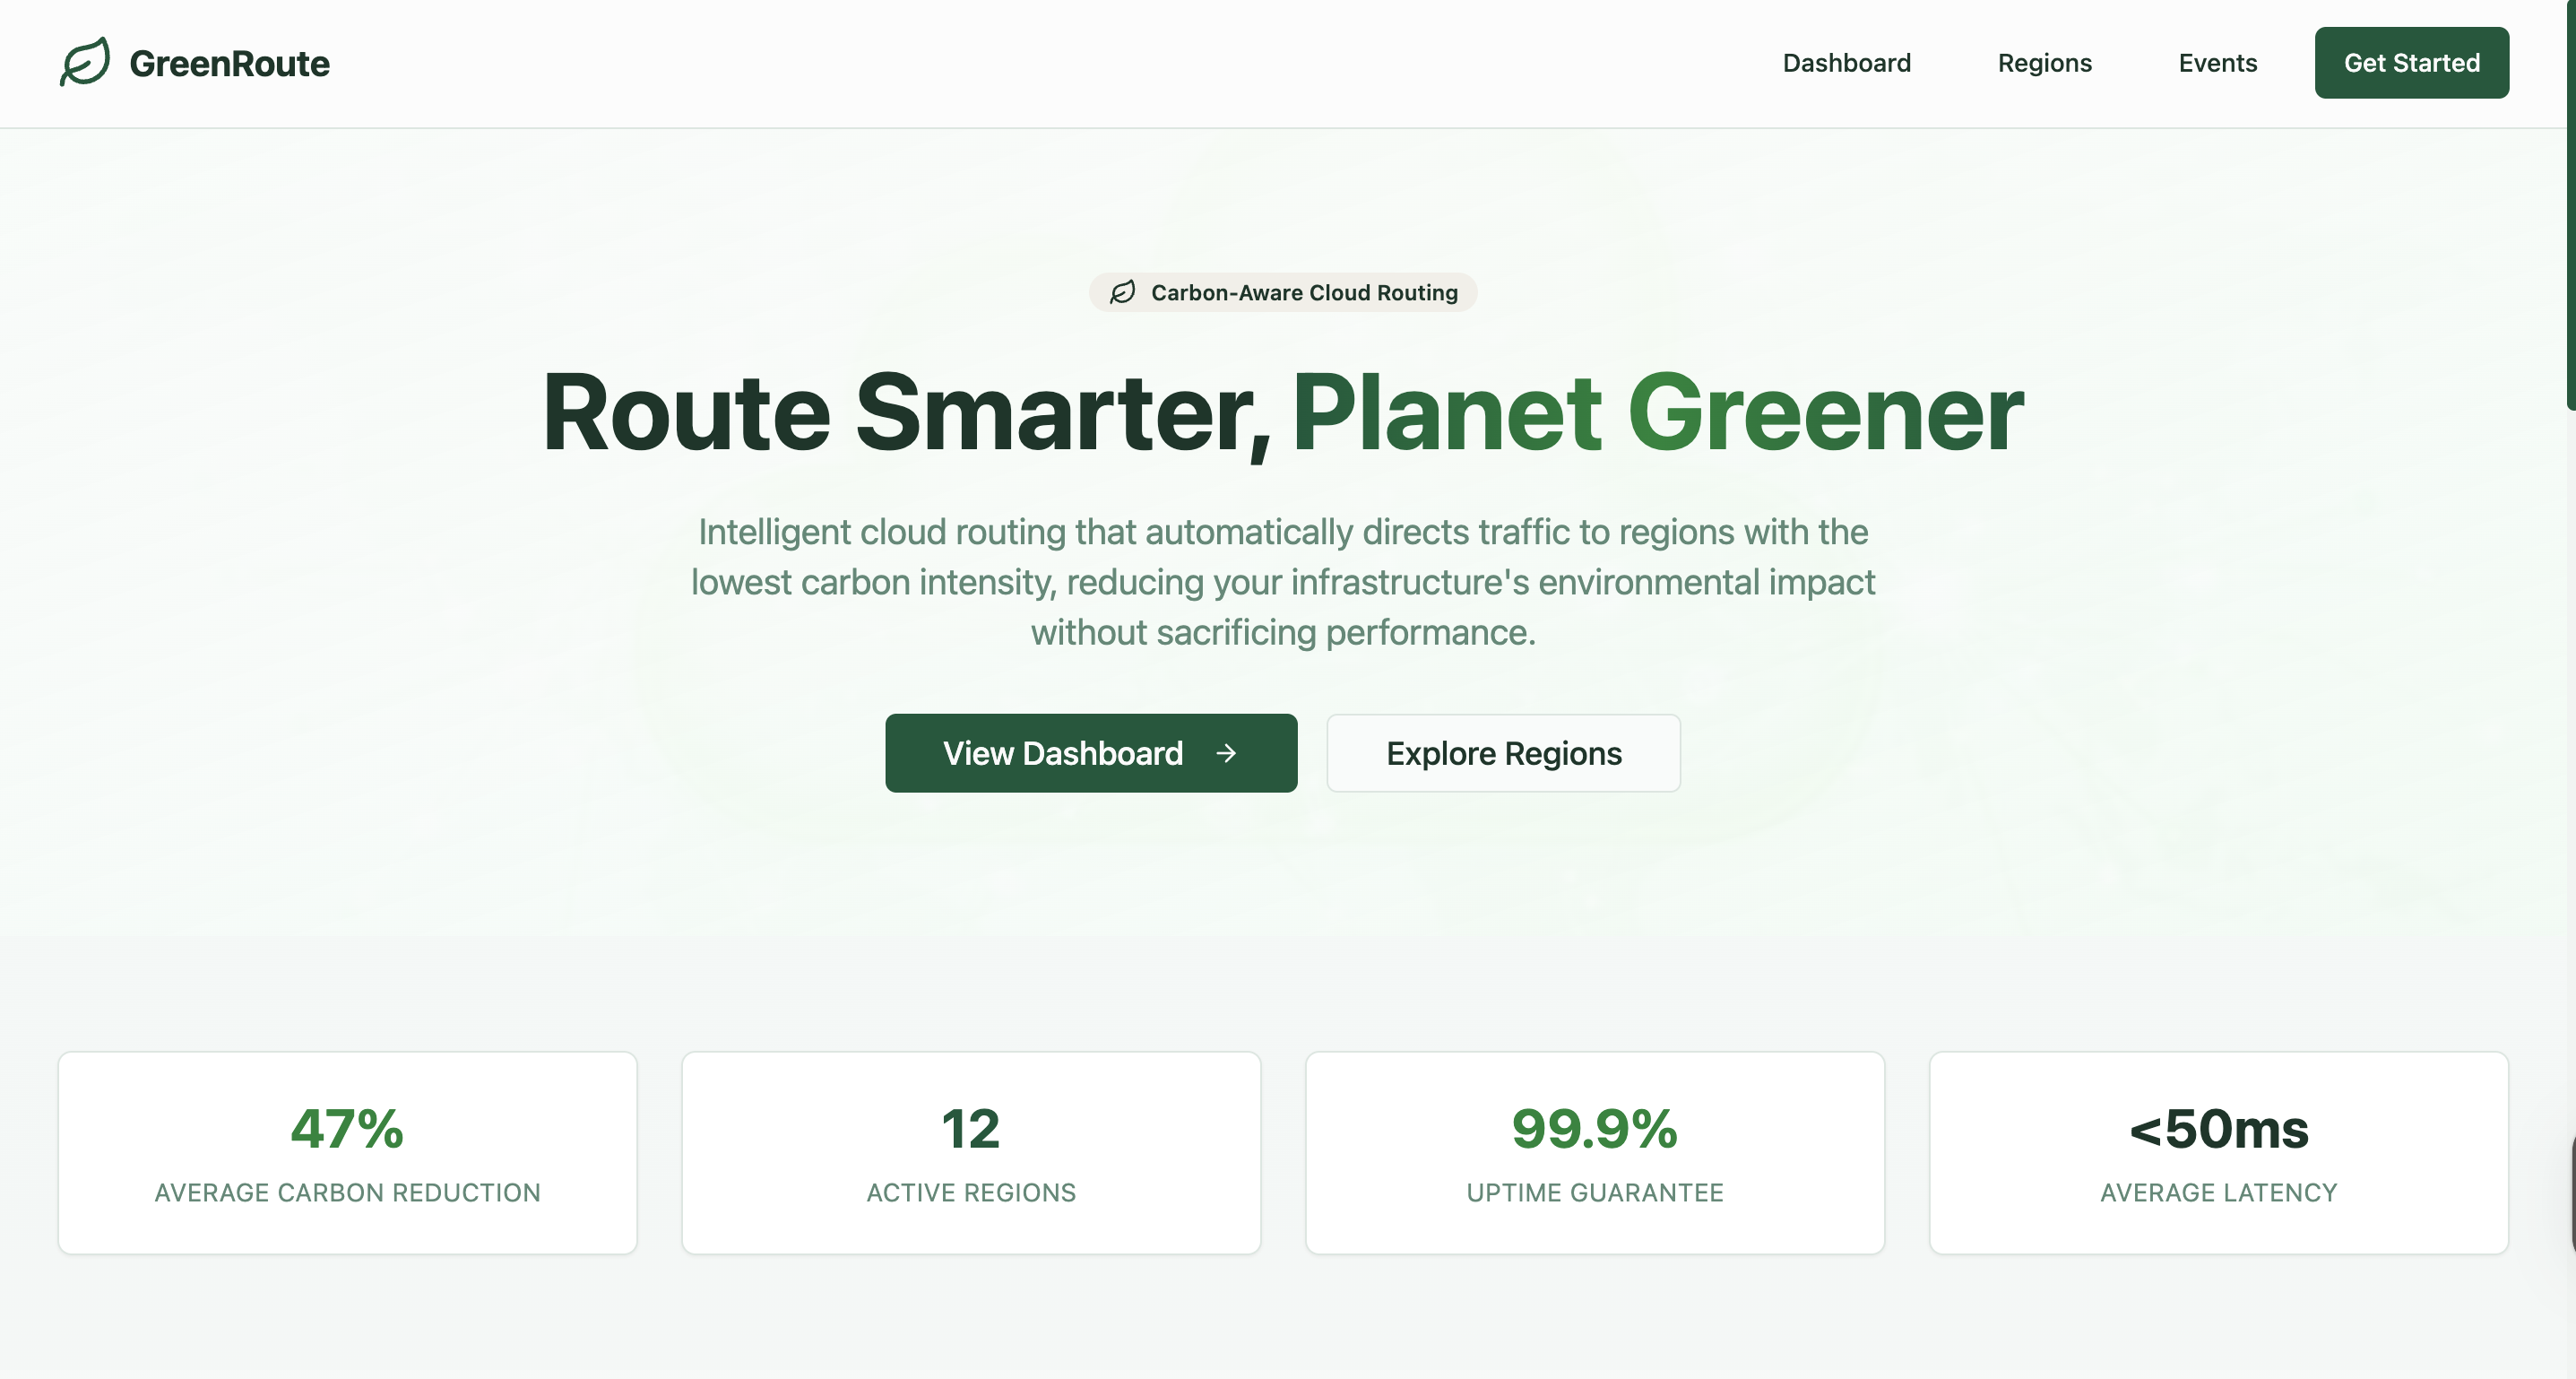 GreenRoute
Dashboard
Regions
Events
Get Started
Carbon-Aware Cloud Routing
Route Smarter, Planet Greener
Intelligent cloud routing that automatically directs traffic to regions with the
lowest carbon intensity, reducing your infrastructure's environmental impact
without sacrificing performance.
View Dashboard →
Explore Regions
47%
AVERAGE CARBON REDUCTION
12
ACTIVE REGIONS
99.9%
UPTIME GUARANTEE
<50ms
AVERAGE LATENCY